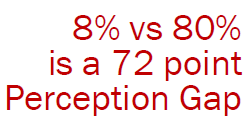 8% vs 80%
is a 72 point
Perception Gap